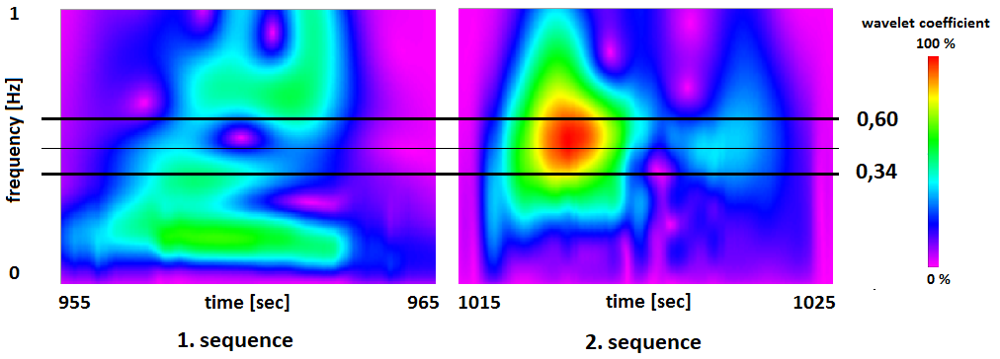 wavelet coefficient
100 %
0 %
frequency [Hz]
1
0
0,60
0,34
955
time [sec]
965
1015
time [sec]
1025
1. sequence
2. sequence